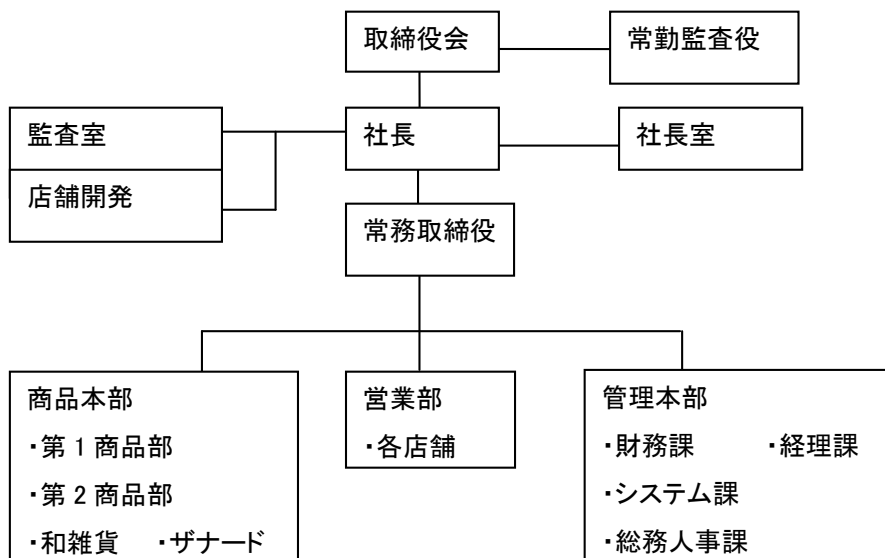 取締役会
常勤監査役
監査室
社長
社長室
店舗開発
常務取締役
商品本部
・第1商品部
・第2商品部
・和雑貨 ・ザナード
営業部
・各店舗
管理本部
・財務課 ・経理課
・システム課
・総務人事課